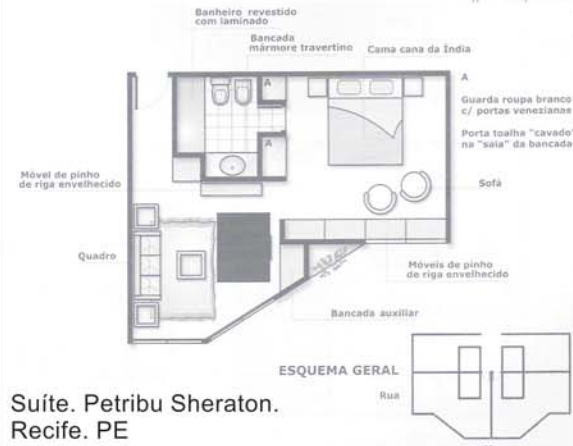 Banheiro revestido
com laminado
Bancada
mármore travertino
Cama cana da Índia
A
Guarda roupa branco
c/ portas venezianas
Porta toalha "cavado"
na "saia" da bancada
A
A
Móvel de pinho
de riga envelhecido
Sofá
Quadro
Móveis de pinho
de riga envelhecido
Bancada auxiliar
ESQUEMA GERAL
Rua
Suíte. Petribu Sheraton.
Recife. PE